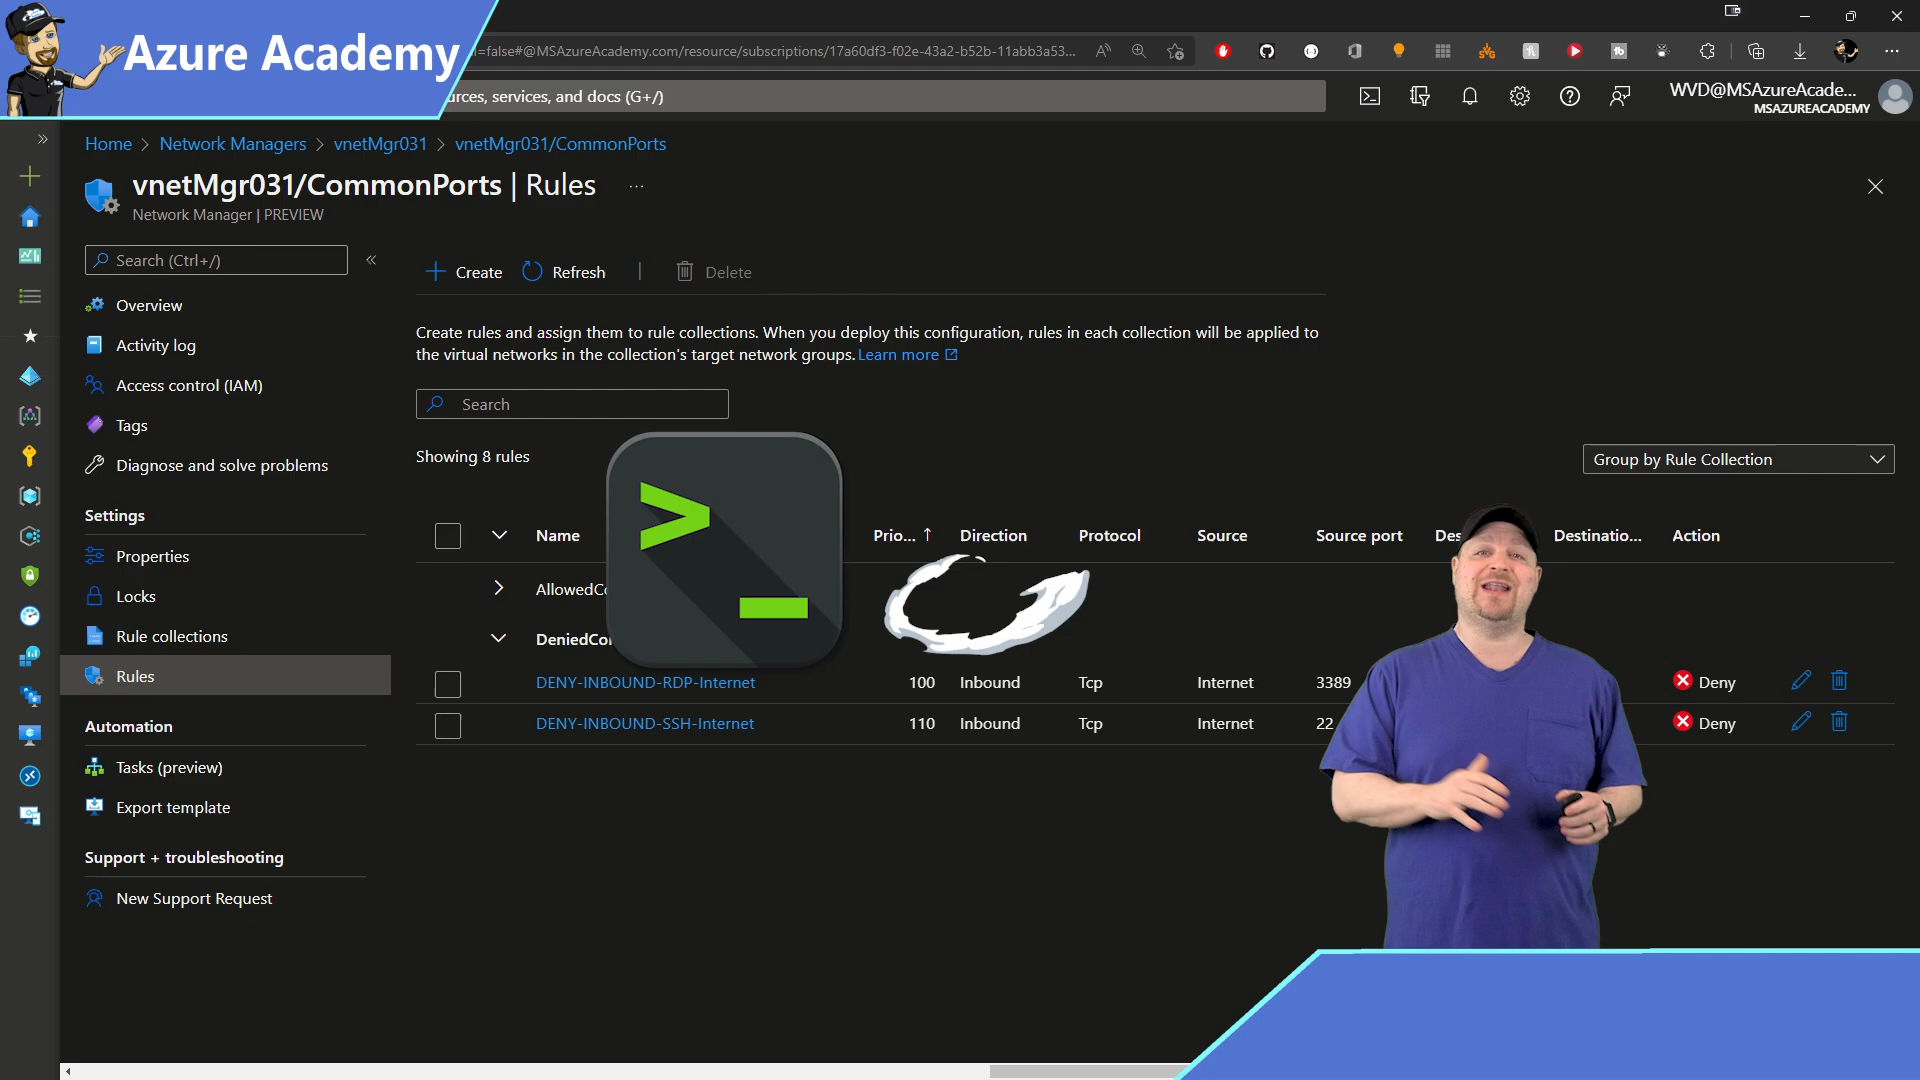 Azure Academy
=false#@MSAzureAcademy.com/resource/subscriptions/17a60df3-f02e-43a2-b52b-11abb3a53...
urces, services, and docs (G+/)
WVD@MSAzureAcade...
MSAZUREACADEMY
Home > Network Managers > vnetMgr031 > vnetMgr031/CommonPorts
vnetMgr031/CommonPorts | Rules ...
Network Manager | PREVIEW
Search (Ctrl+/)
Overview
Activity log
Access control (IAM)
Tags
Diagnose and solve problems
Settings
Properties
Locks
Rule collections
Rules
Automation
Tasks (preview)
Export template
Support + troubleshooting
New Support Request
Create Refresh | Delete
Create rules and assign them to rule collections. When you deploy this configuration, rules in each collection will be applied to
the virtual networks in the collection's target network groups. Learn more
Search
Showing 8 rules
Group by Rule Collection
Name Prio... ↑ Direction Protocol Source Source port Des Destinatio... Action
AllowedCo
DeniedCo
DENY-INBOUND-RDP-Internet 100 Inbound Tcp Internet 3389 Deny
DENY-INBOUND-SSH-Internet 110 Inbound Tcp Internet 22 Deny